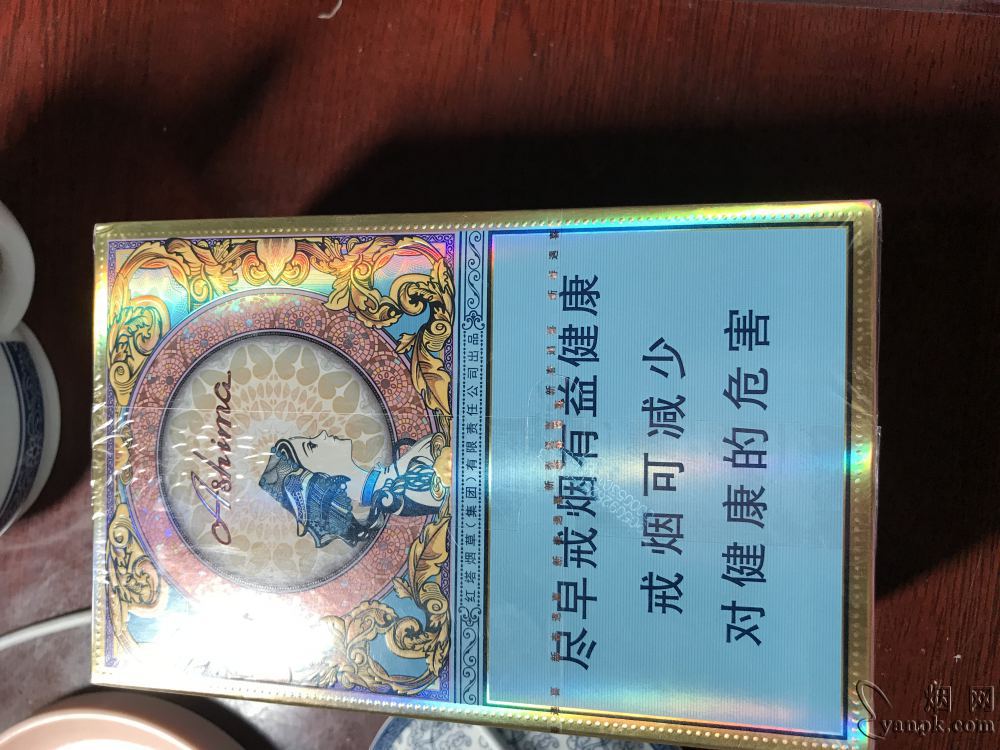 Ashima
红塔烟草（集团）有限责任公司出品
尽早戒烟有益健康
戒烟可减少
对健康的危害
烟网
yanok.com